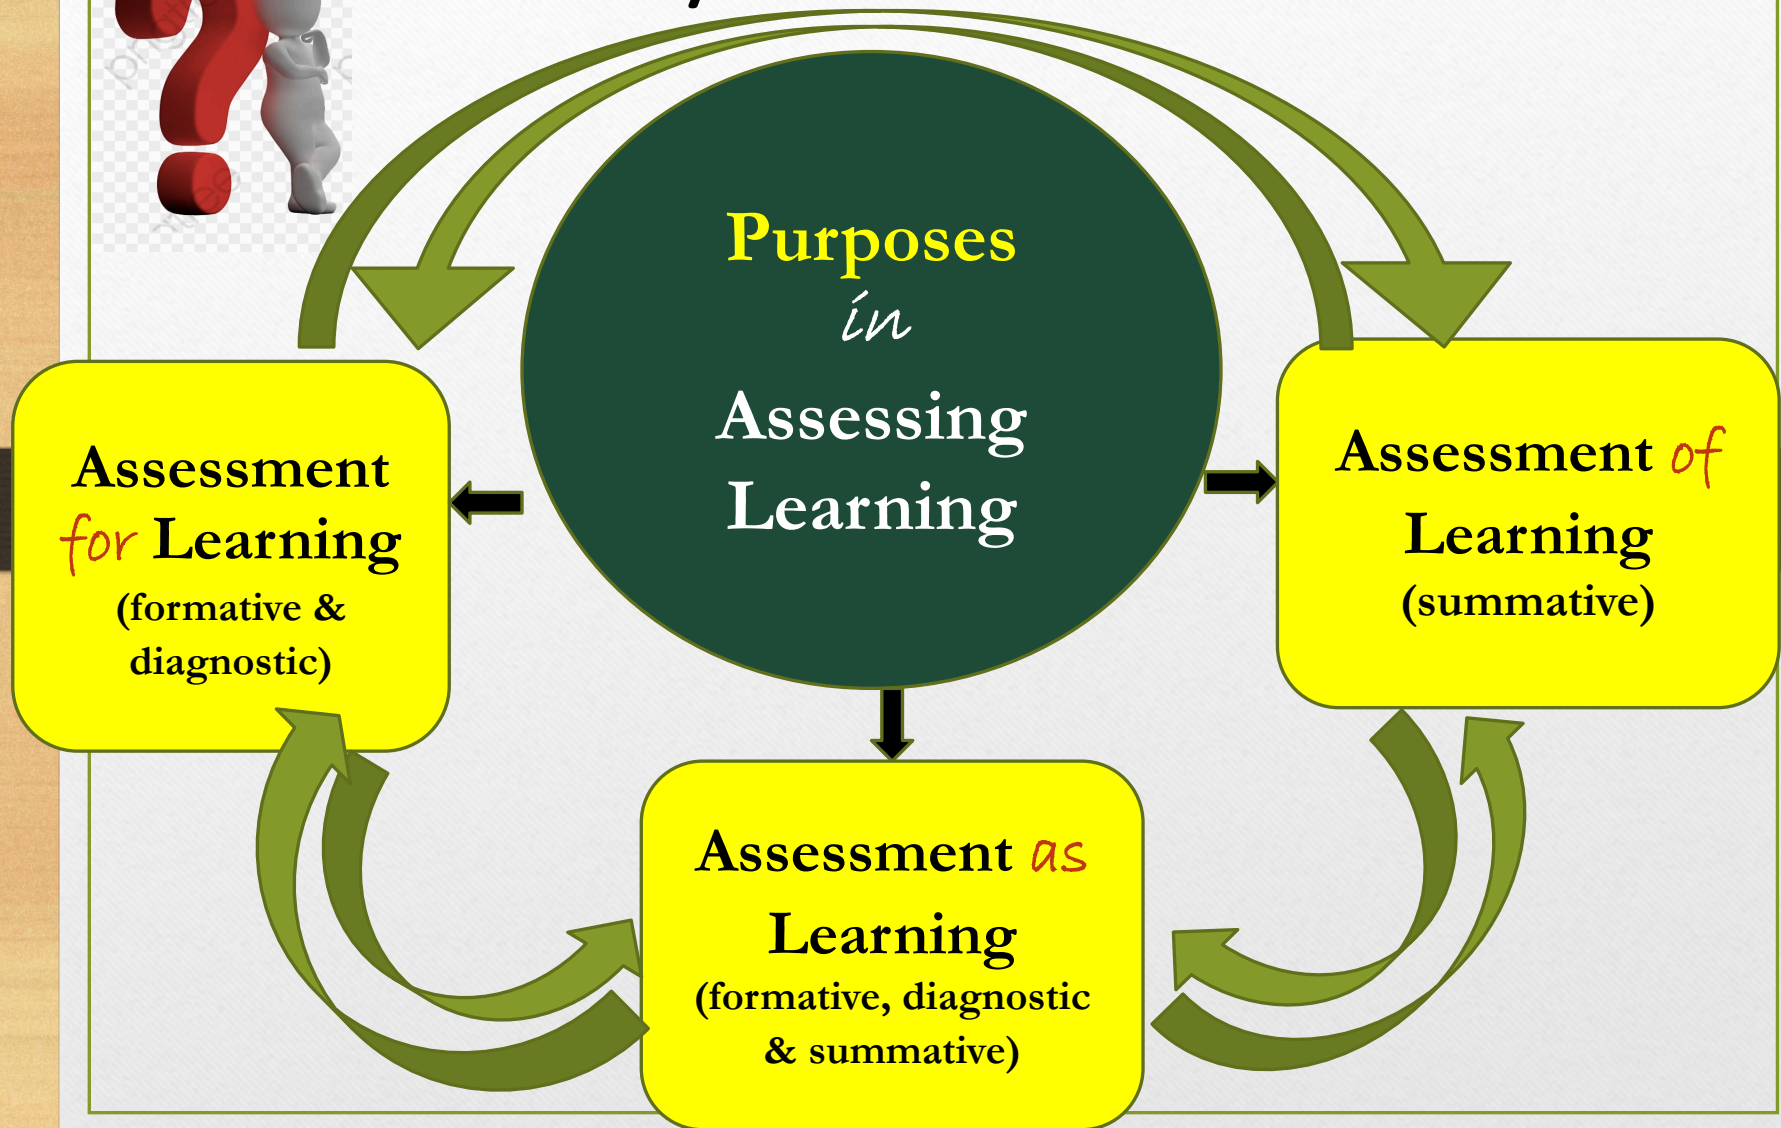 Purposes
in
Assessing
Learning
Assessment
for Learning
(formative &
diagnostic)
Assessment of
Learning
(summative)
Assessment as
Learning
(formative, diagnostic
& summative)